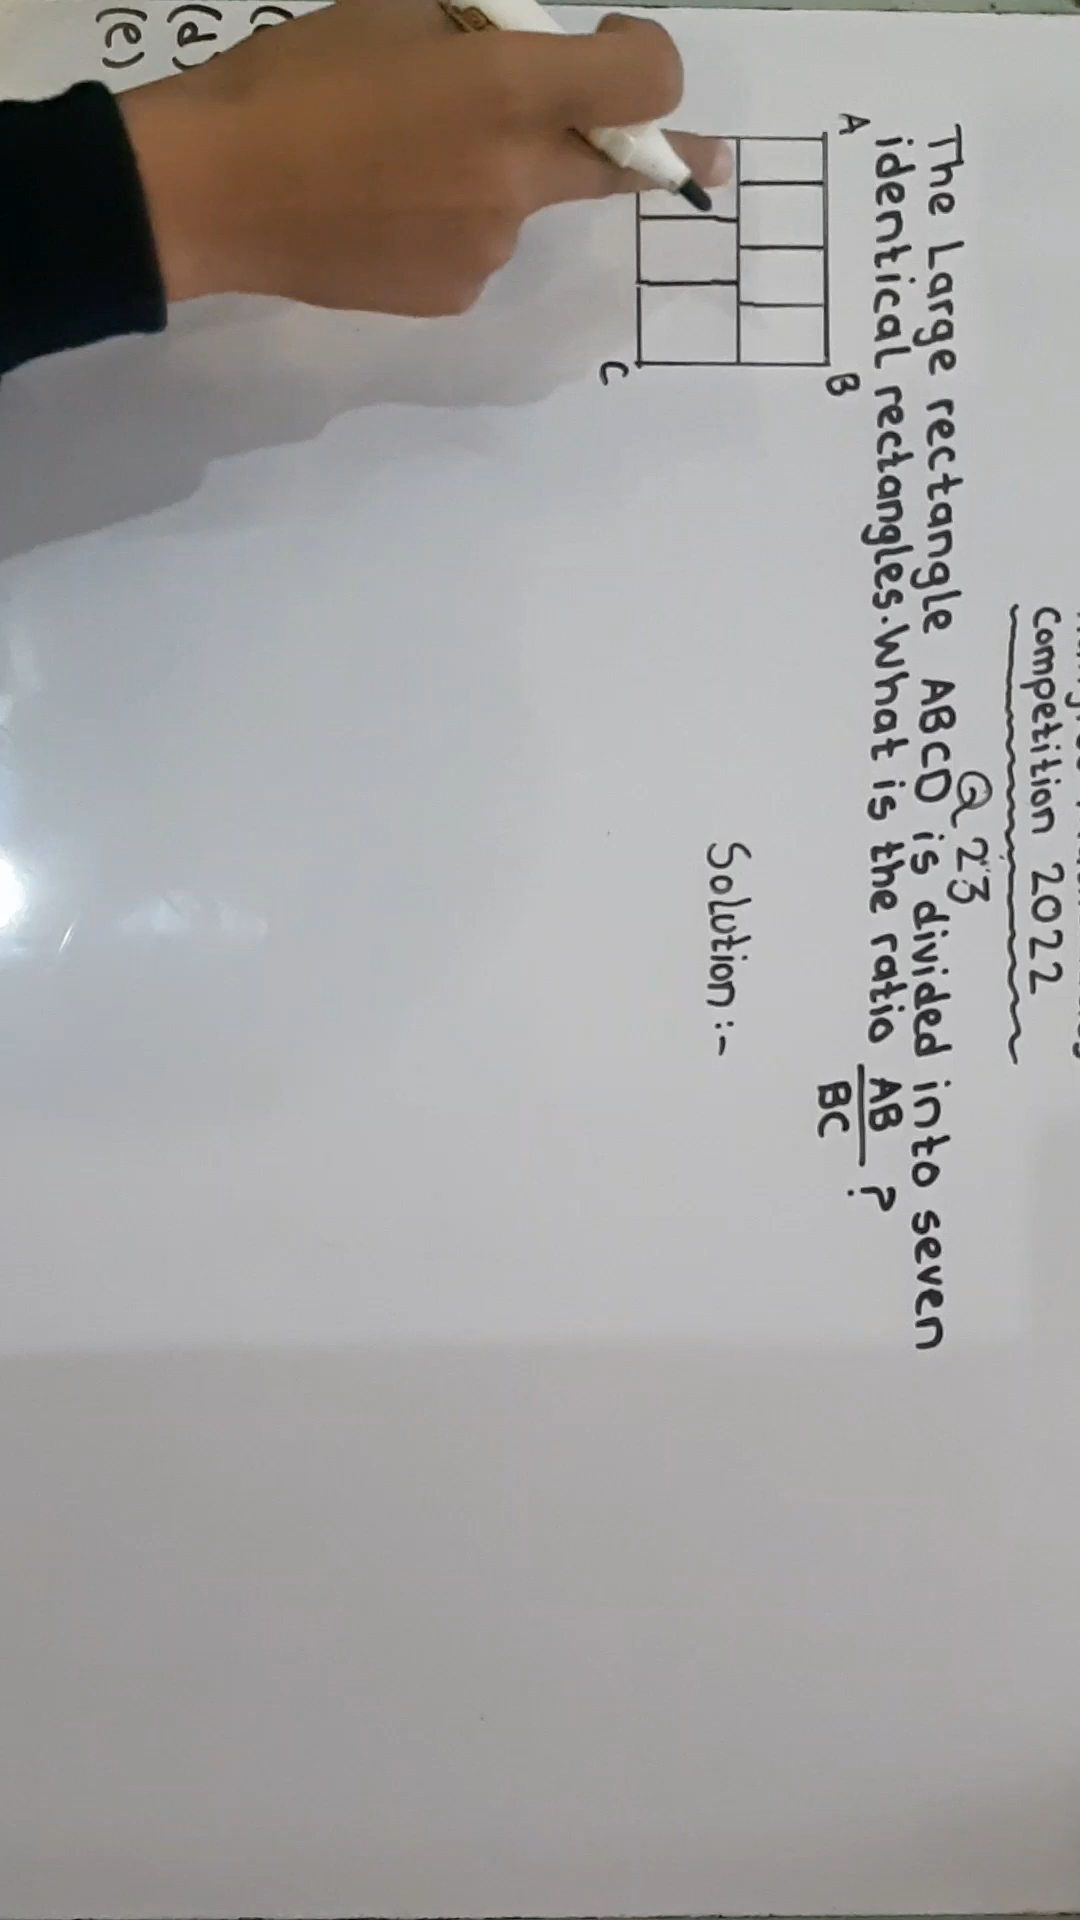 Competition 2022
Q 23
The Large rectangle ABCD is divided into seven
identical rectangles. What is the ratio AB
BC ?
A
B
C
Solution :-
(d)
(e)